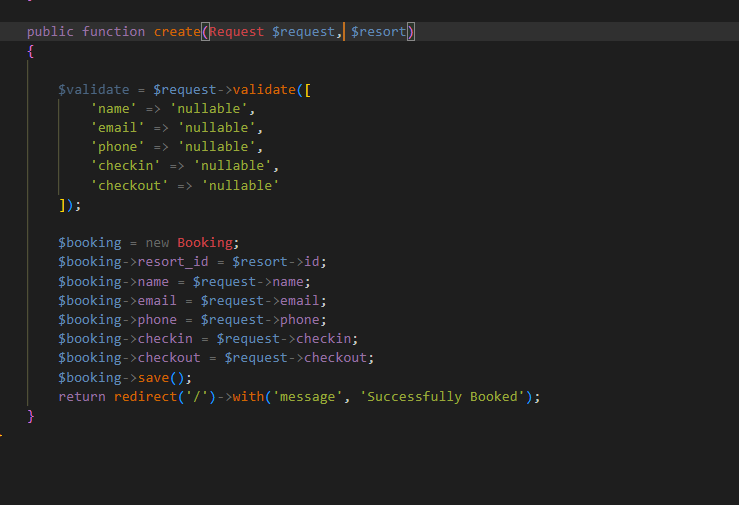 public function create(Request $request, $resort)
{
$validate = $request->validate([
'name' => 'nullable',
'email' => 'nullable',
'phone' => 'nullable',
'checkin' => 'nullable',
'checkout' => 'nullable'
]);
$booking = new Booking;
$booking->resort_id = $resort->id;
$booking->name = $request->name;
$booking->email = $request->email;
$booking->phone = $request->phone;
$booking->checkin = $request->checkin;
$booking->checkout = $request->checkout;
$booking->save();
return redirect('/')->with('message', 'Successfully Booked');
}